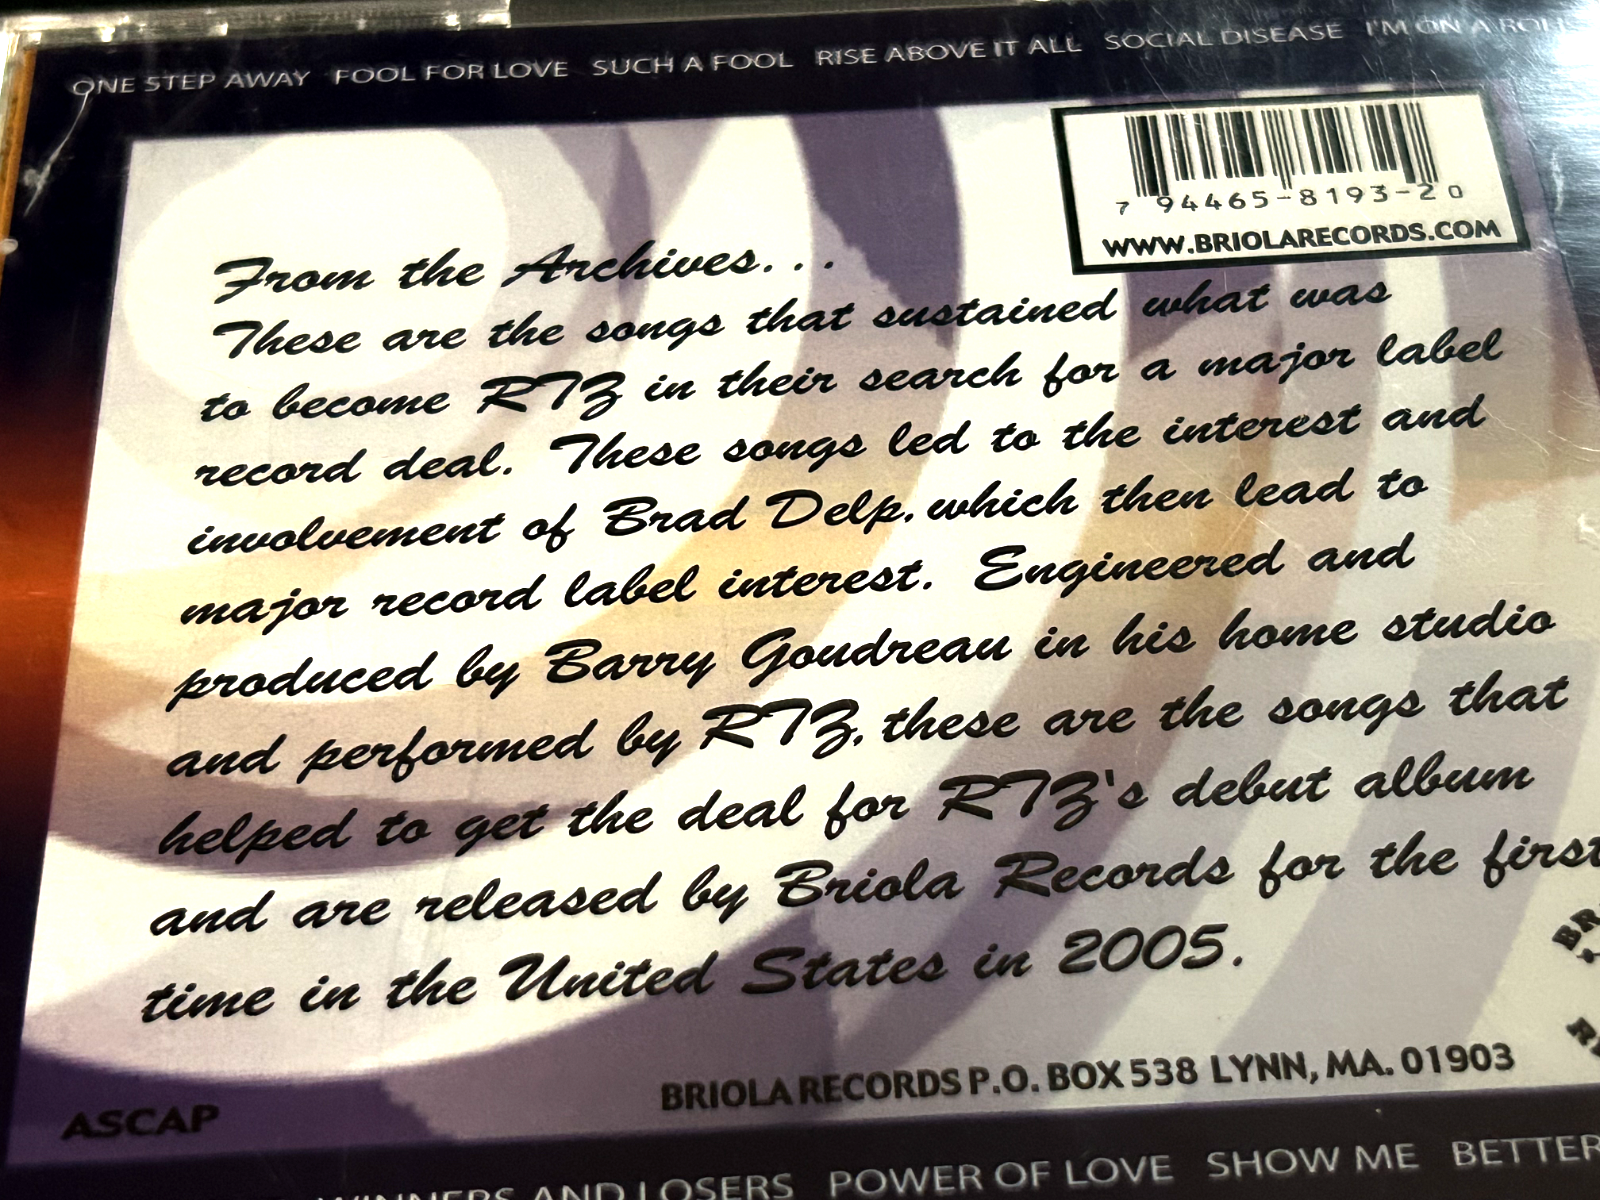 ONE STEP AWAY FOOL FOR LOVE SUCH A FOOL RISE ABOVE IT ALL SOCIAL DISEASE I'M ON A ROLL
7 94465-8193-2 0
WWW.BRIOLARECORDS.COM
From the Archives...
These are the songs that sustained what was
to become RTZ in their search for a major label
record deal. These songs led to the interest and
involvement of Brad Delp, which then lead to
major record label interest. Engineered and
produced by Barry Goudreau in his home studio
and performed by RTZ, these are the songs that
helped to get the deal for RTZ's debut album
and are released by Briola Records for the first
time in the United States in 2005.
BRIOLA RECORDS P.O. BOX 538 LYNN, MA. 01903
ASCAP
WINNERS AND LOSERS POWER OF LOVE SHOW ME BETTER